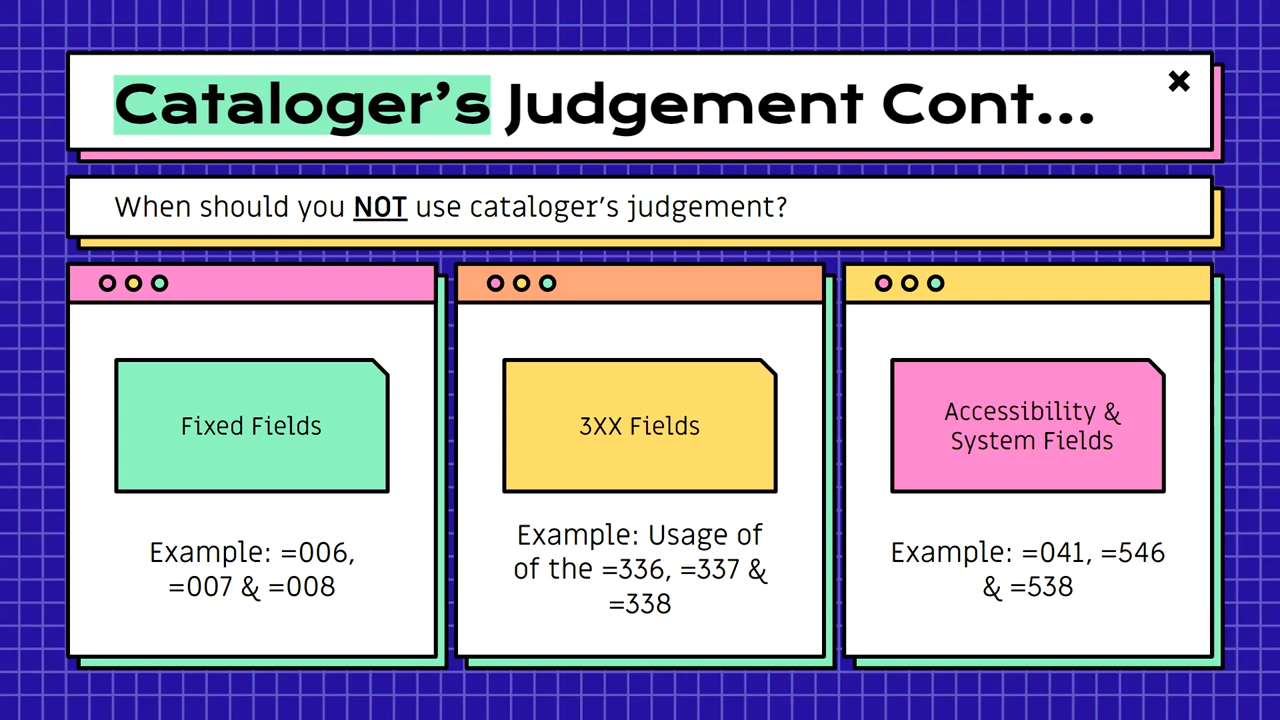 Cataloger’s Judgement Cont...
When should you NOT use cataloger’s judgement?
Fixed Fields
Example: =006,
=007 & =008
3XX Fields
Example: Usage of
of the =336, =337 &
=338
Accessibility &
System Fields
Example: =041, =546
& =538